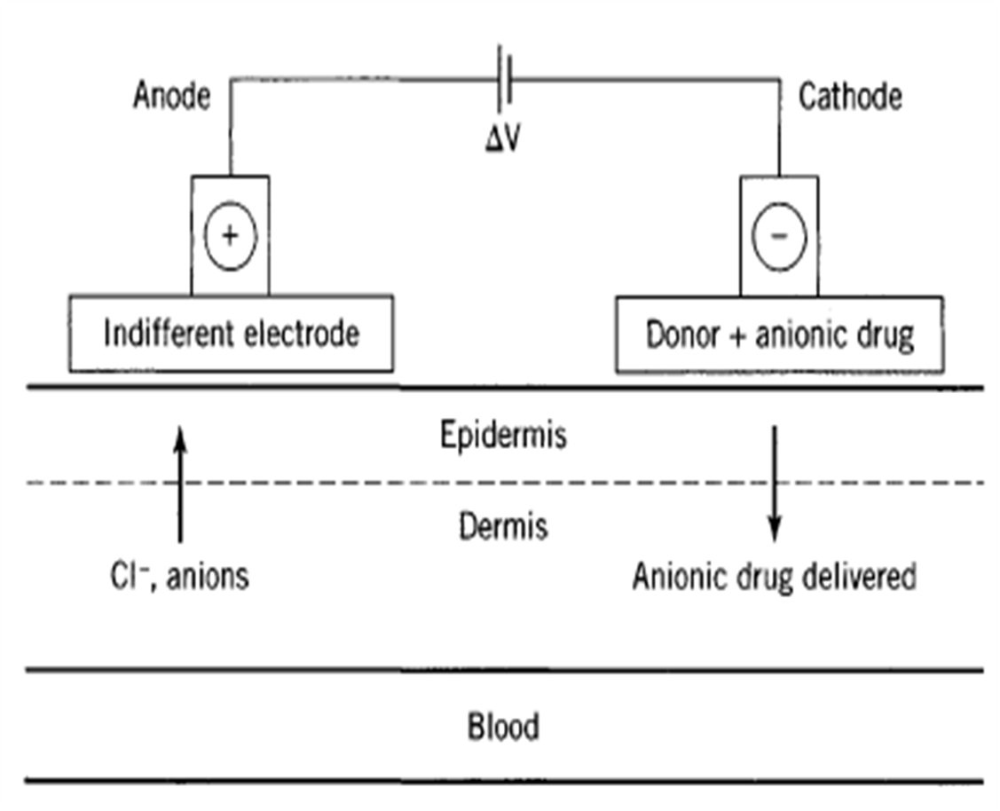 Anode
Cathode
ΔV
+
−
Indifferent electrode
Donor + anionic drug
Epidermis
Dermis
Cl⁻, anions
Anionic drug delivered
Blood